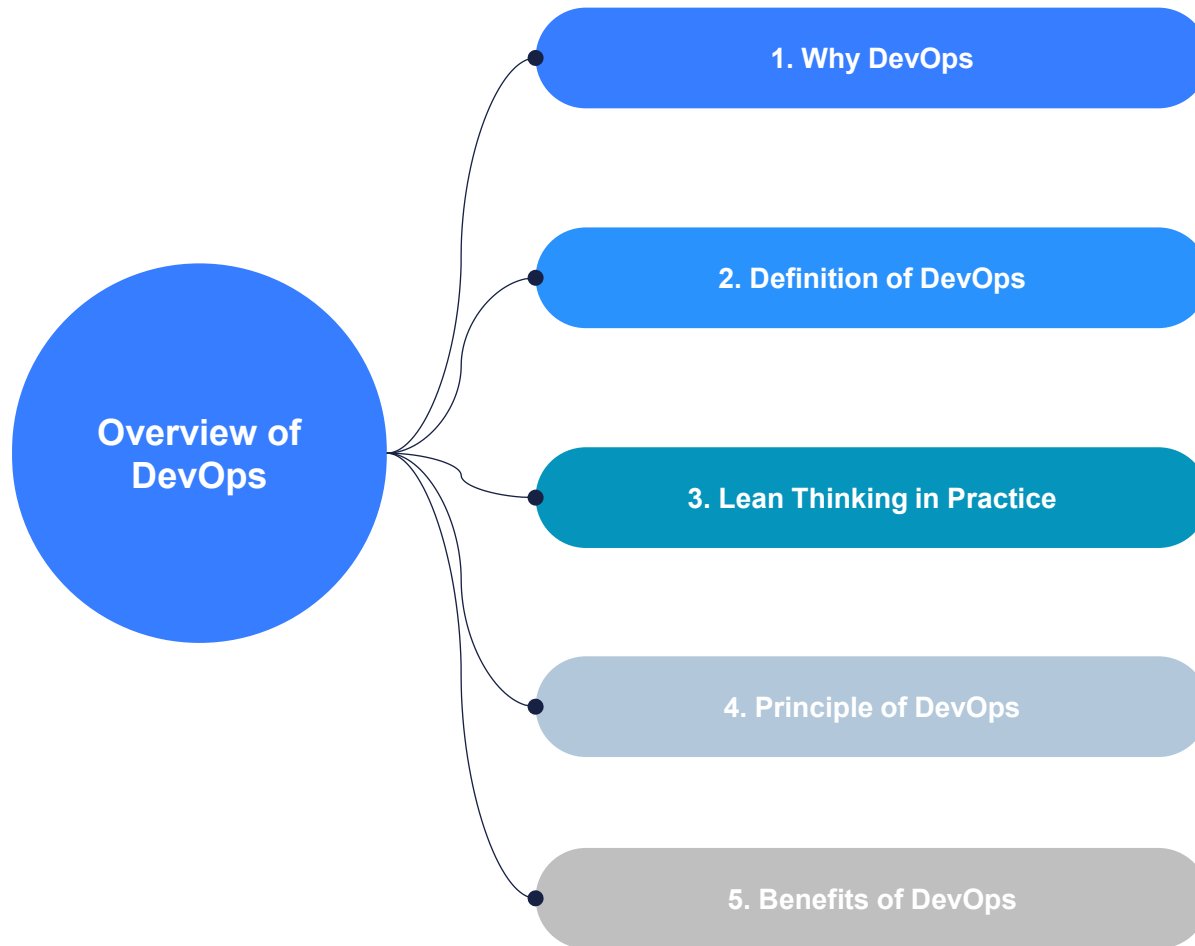 1. Why DevOps
2. Definition of DevOps
Overview of
DevOps
3. Lean Thinking in Practice
4. Principle of DevOps
5. Benefits of DevOps